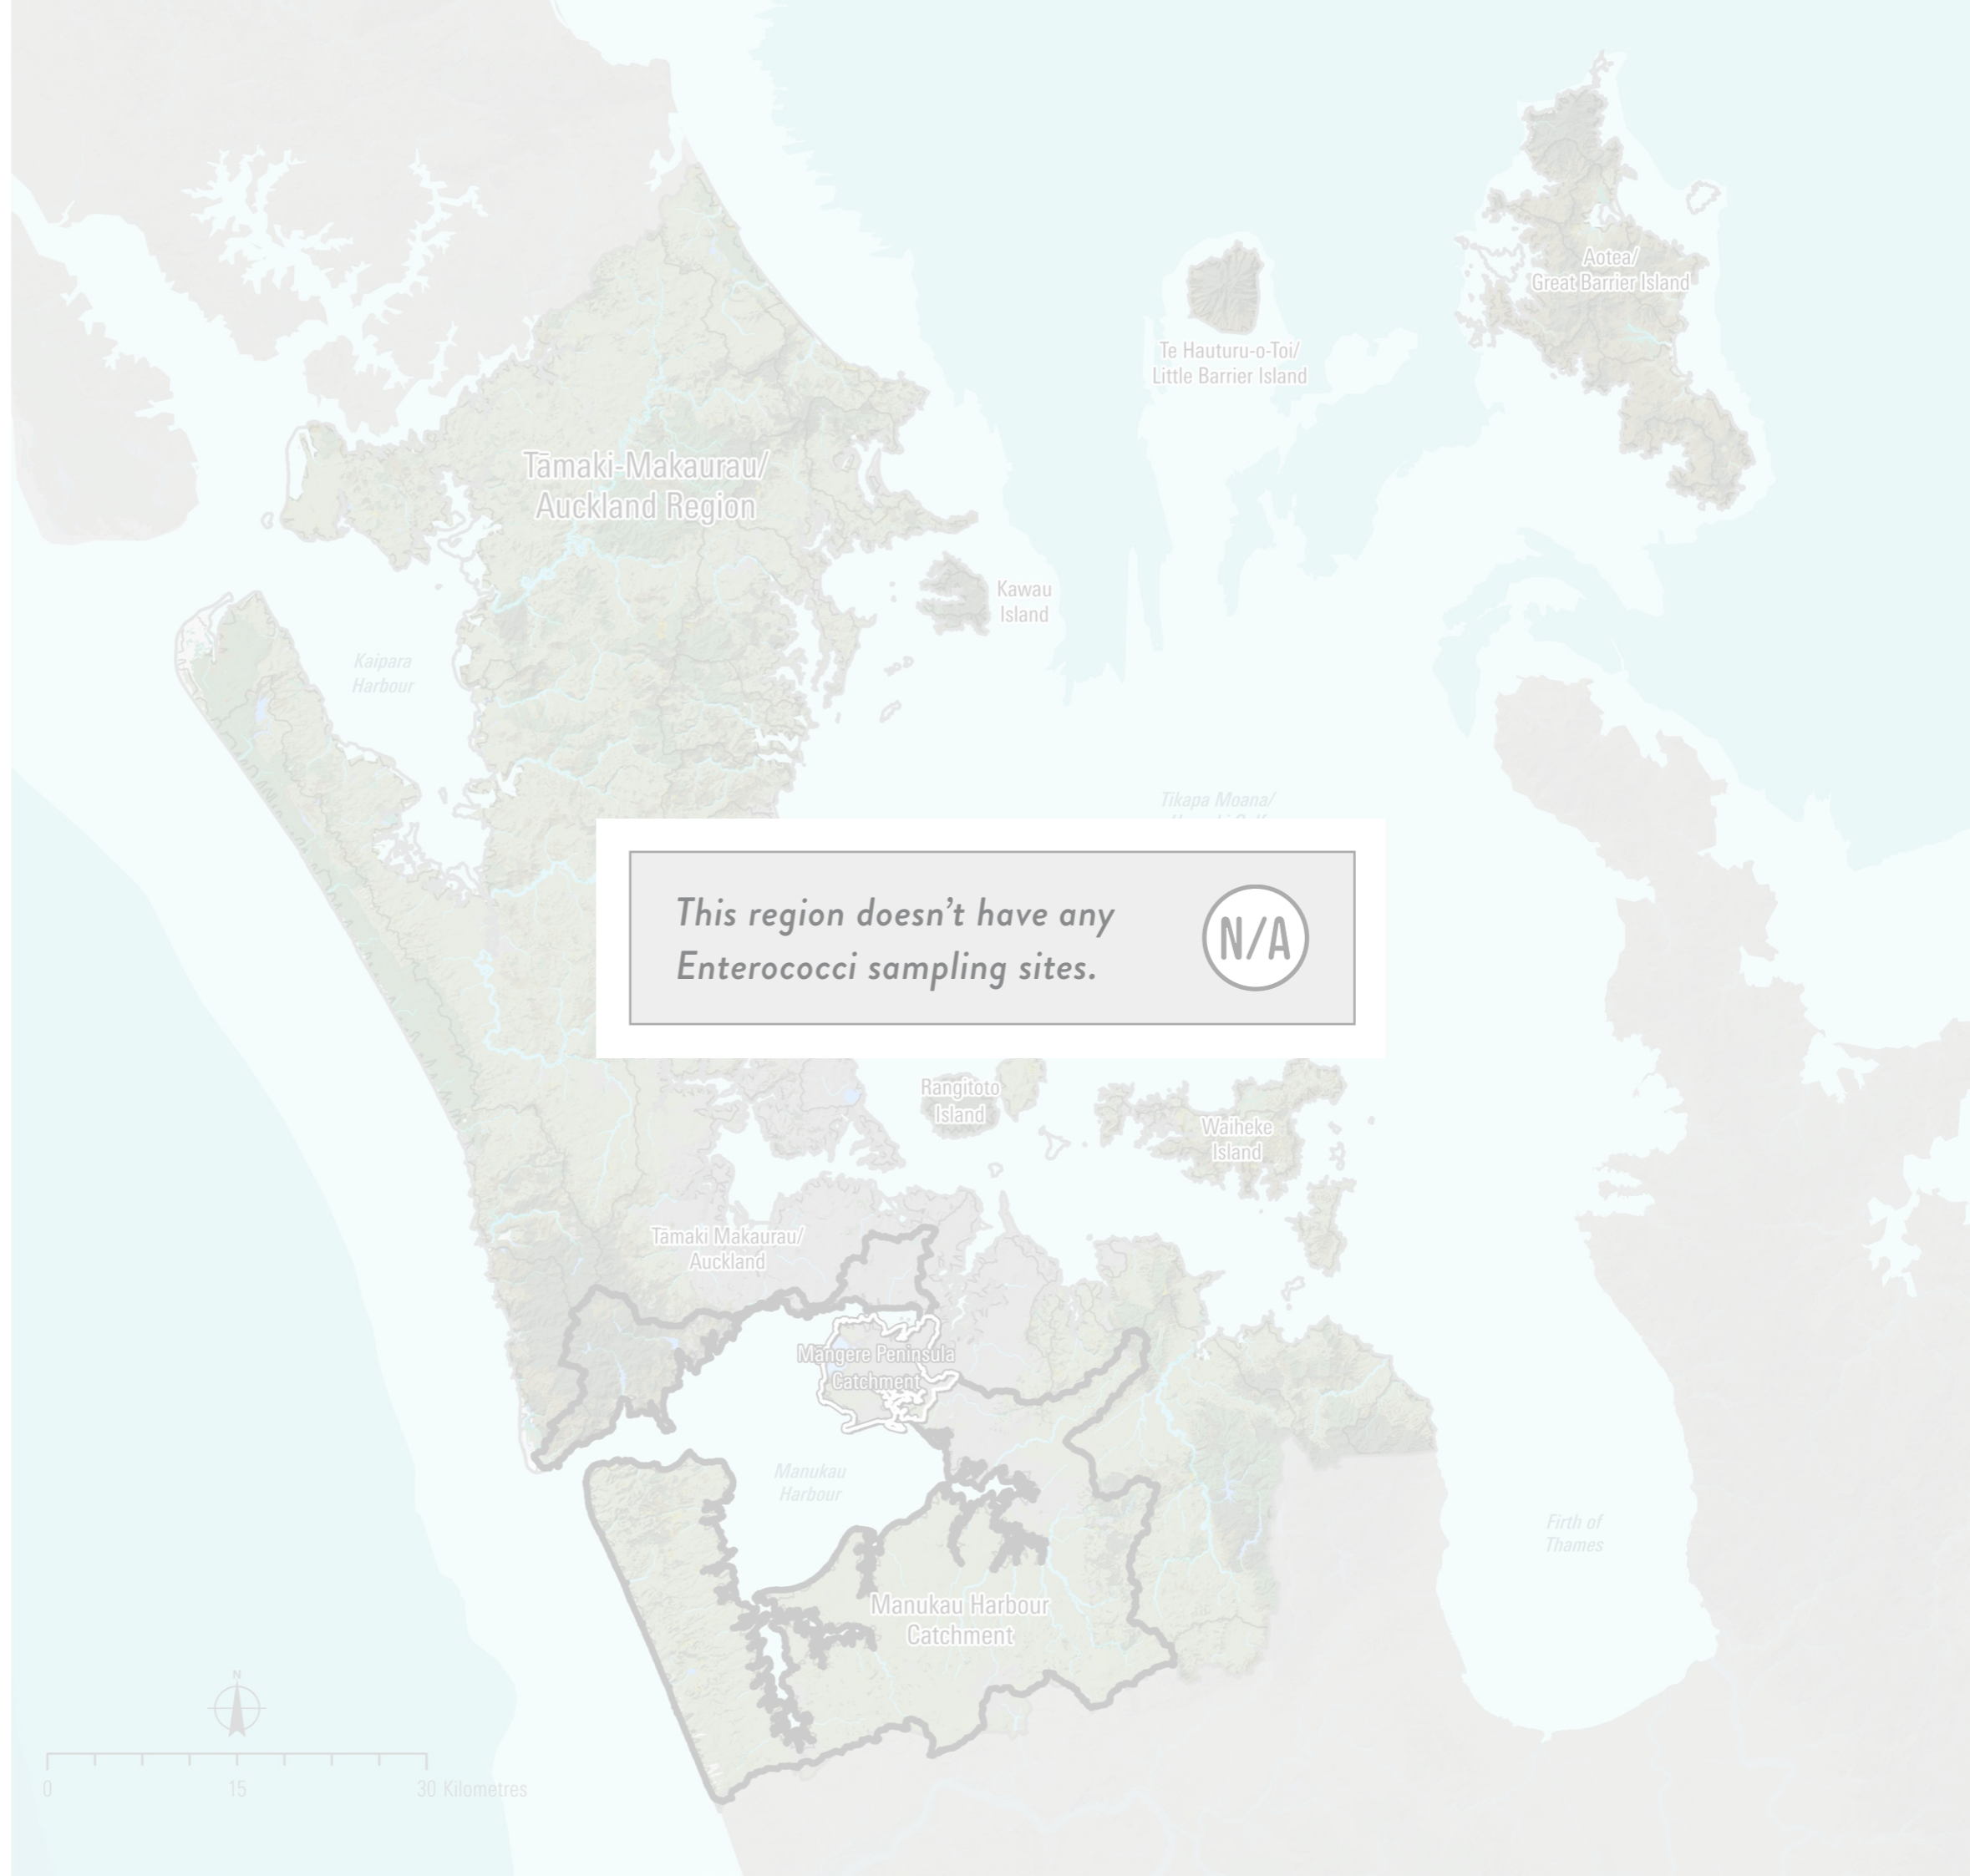 Aotea/
Great Barrier Island
Te Hauturu-o-Toi/
Little Barrier Island
Tāmaki-Makaurau/
Auckland Region
Kawau
Island
Kaipara
Harbour
Tikapa Moana/
This region doesn’t have any
Enterococci sampling sites.
N/A
Rangitoto
Island
Waiheke
Island
Tāmaki Makaurau/
Auckland
Māngere Peninsula
Catchment
Manukau
Harbour
Firth of
Thames
Manukau Harbour
Catchment
N
0 15 30 Kilometres